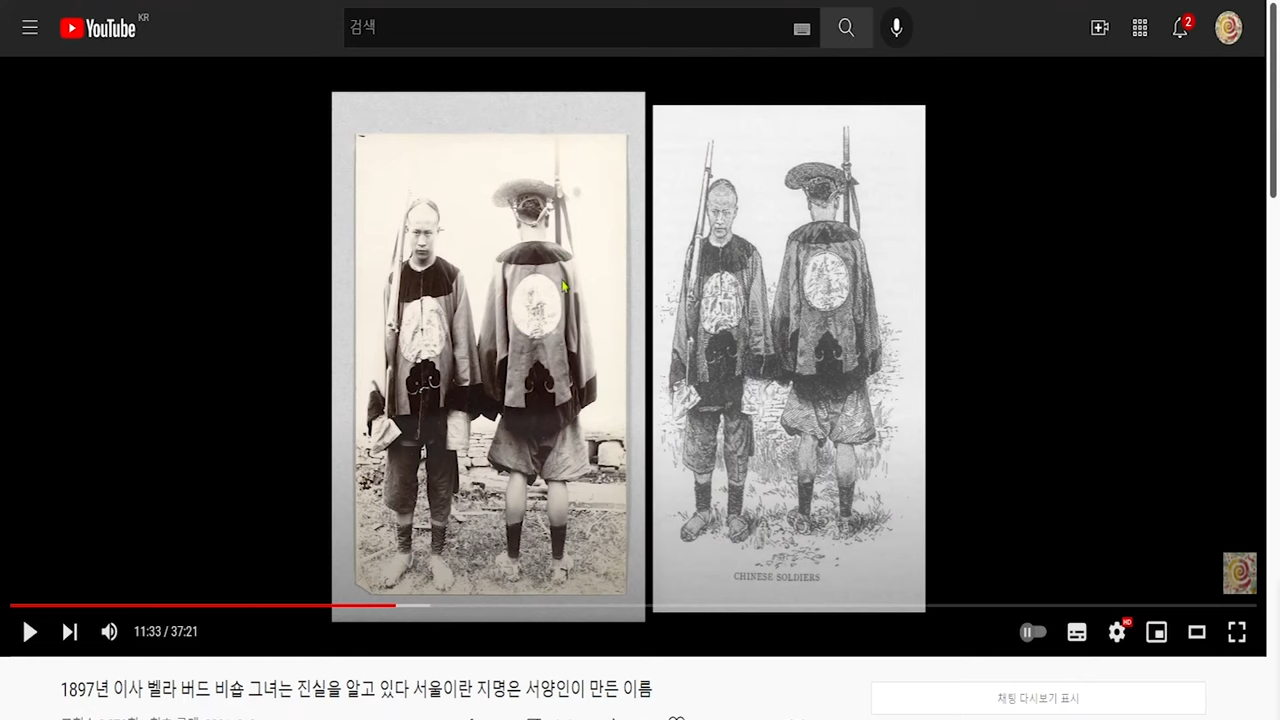 YouTube KR
검색
2
CHINESE SOLDIERS
11:33 / 37:21
HD
1897년 이사 벨라 버드 비숍 그녀는 진실을 알고 있다 서울이란 지명은 서양인이 만든 이름
채팅 다시보기 표시